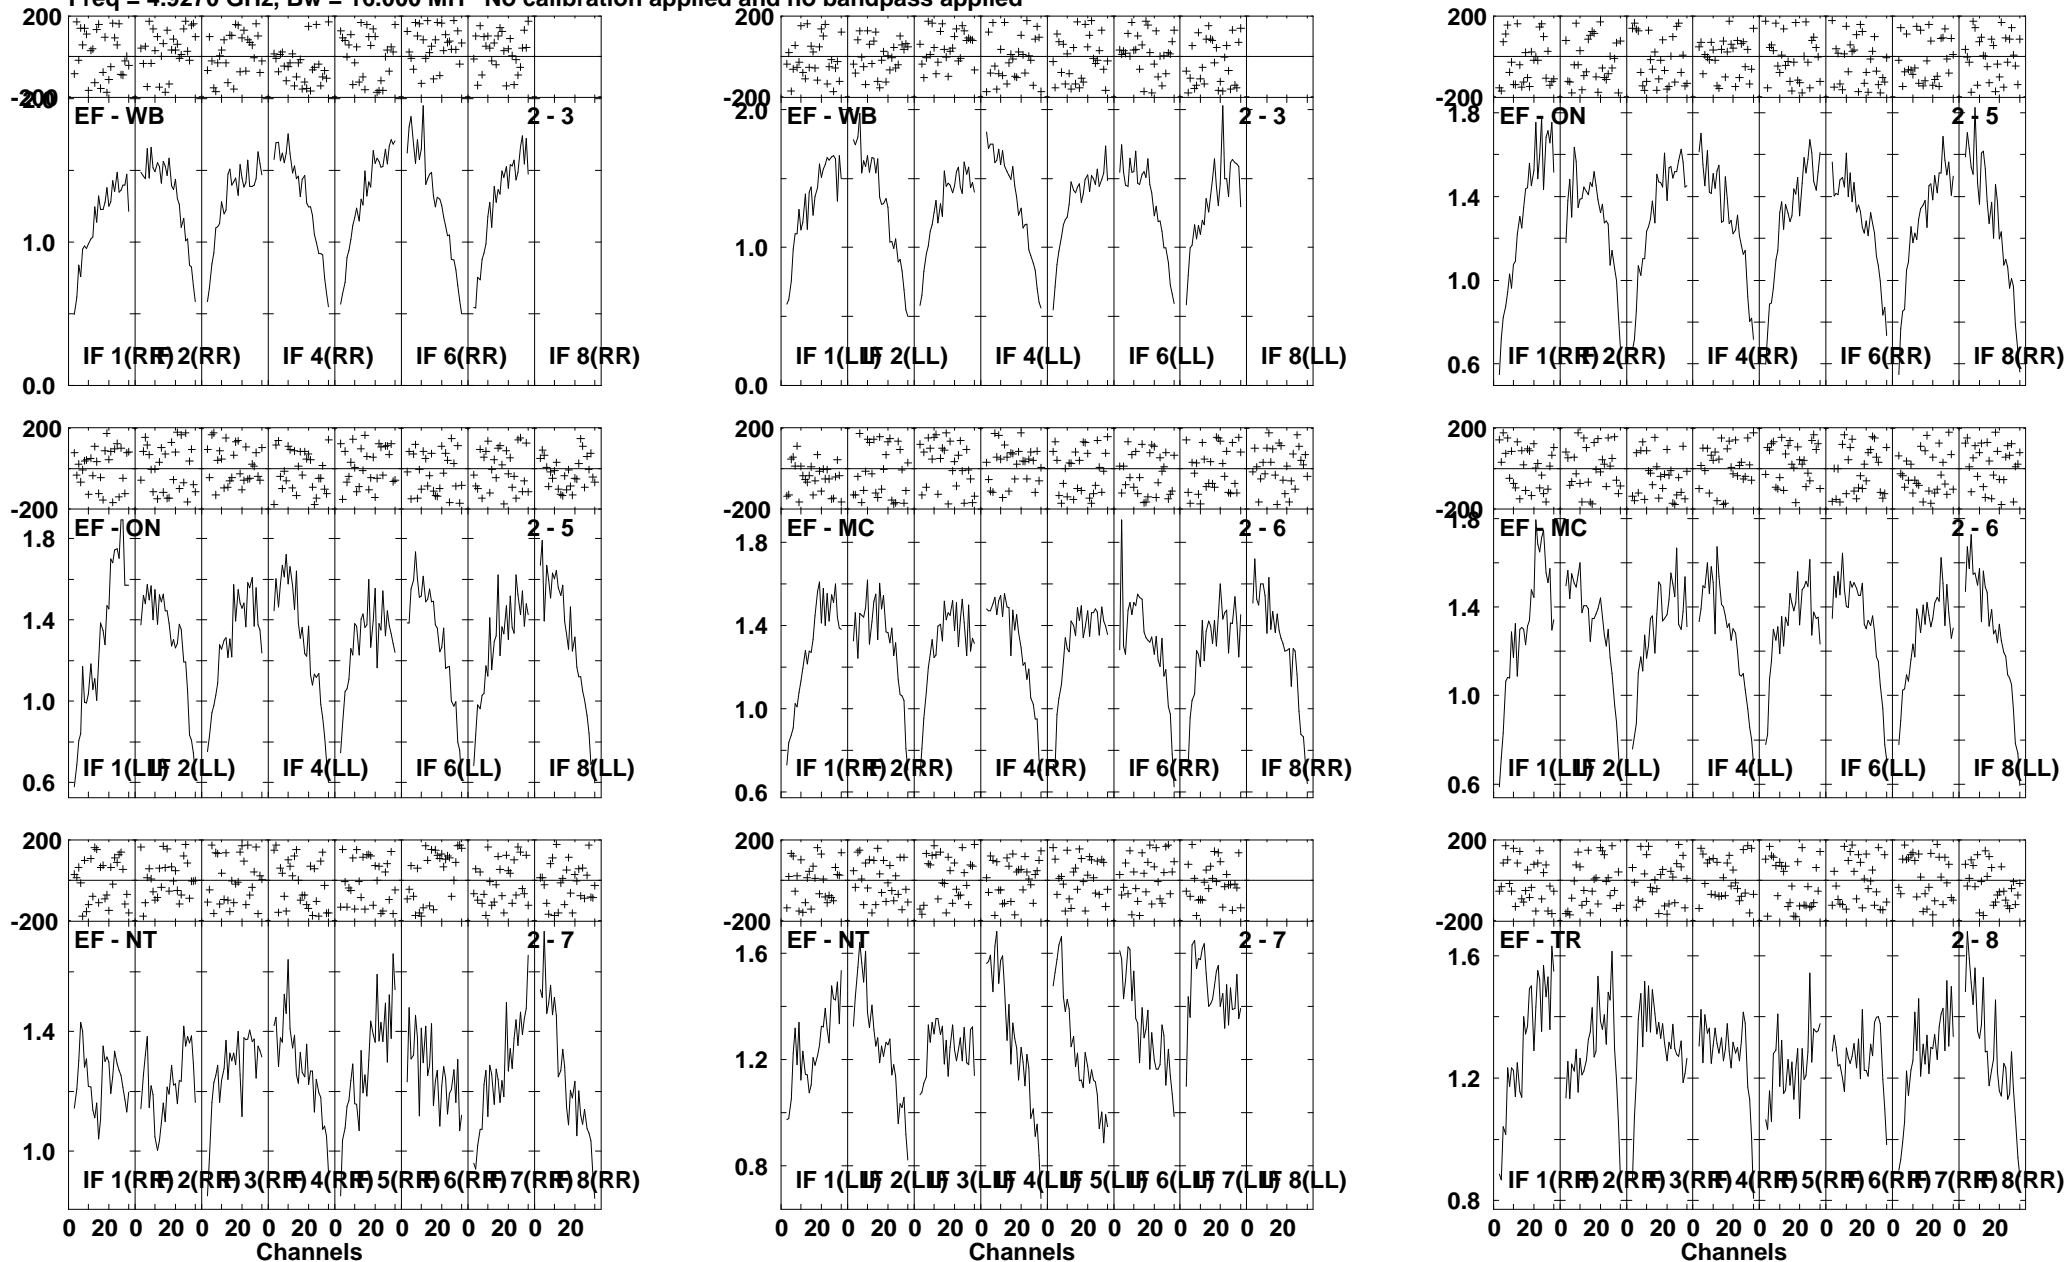 Freq = 4.9270 GHz, Bw = 16.000 MH No calibration applied and no bandpass applied
200 200 200
-200 -200 -200
EF - WB 2 - 3 EF - WB 2 - 3 EF - ON 2 - 5
2.0 2.0 1.8
1.4
1.0 1.0 1.0
IF 1(RR) IF 2(RR) IF 4(RR) IF 6(RR) IF 8(RR) IF 1(LL) IF 2(LL) IF 4(LL) IF 6(LL) IF 8(LL) IF 1(RR) IF 2(RR) IF 4(RR) IF 6(RR) IF 8(RR)
0.0 0.0 0.6
200 200 200
-200 -200 -200
EF - ON 2 - 5 EF - MC 2 - 6 EF - MC 2 - 6
1.8 1.8 1.8
1.4 1.4 1.4
1.0 1.0 1.0
IF 1(LL) IF 2(LL) IF 4(LL) IF 6(LL) IF 8(LL) IF 1(RR) IF 2(RR) IF 4(RR) IF 6(RR) IF 8(RR) IF 1(LL) IF 2(LL) IF 4(LL) IF 6(LL) IF 8(LL)
0.6 0.6 0.6
200 200 200
-200 -200 -200
EF - NT 2 - 7 EF - NT 2 - 7 EF - TR 2 - 8
1.6 1.6
1.4 1.2 1.2
1.0 0.8 0.8
IF 1(RR) IF 2(RR) IF 3(RR) IF 4(RR) IF 5(RR) IF 6(RR) IF 7(RR) IF 8(RR) IF 1(LL) IF 2(LL) IF 3(LL) IF 4(LL) IF 5(LL) IF 6(LL) IF 7(LL) IF 8(LL) IF 1(RR) IF 2(RR) IF 3(RR) IF 4(RR) IF 5(RR) IF 6(RR) IF 7(RR) IF 8(RR)
0 20 0 20 0 20 0 20 0 20 0 20 0 20 0 20 0 20 0 20 0 20 0 20 0 20 0 20 0 20 0 20 0 20 0 20 0 20 0 20 0 20 0 20 0 20 0 20
Channels Channels